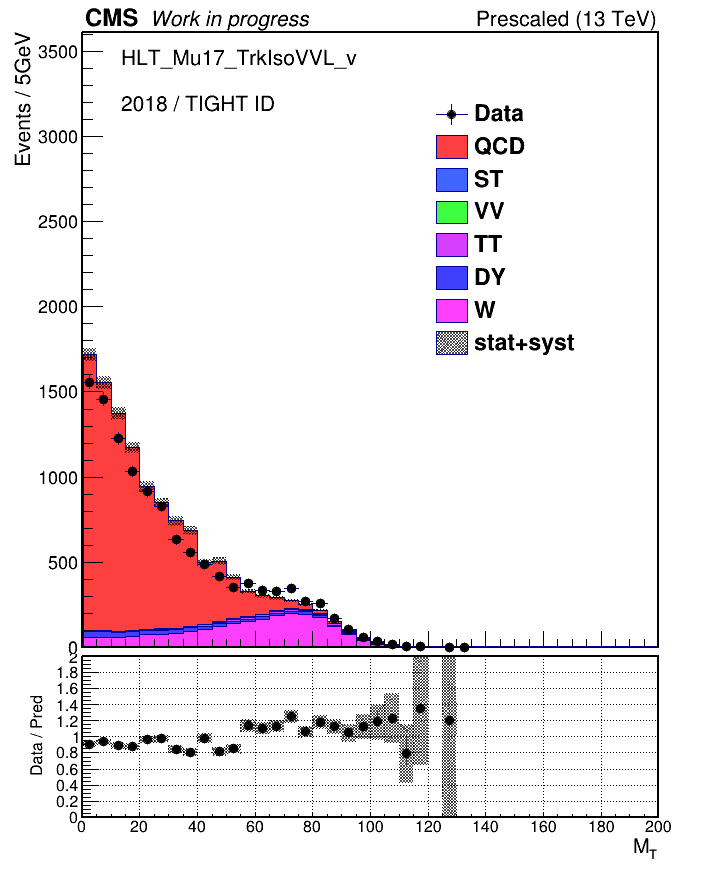 CMS Work in progress Prescaled (13 TeV)
Events / 5GeV
HLT_Mu17_TrkIsoVVL_v
2018 / TIGHT ID
3500
3000
2500
2000
1500
1000
500
0
Data
QCD
ST
VV
TT
DY
W
stat+syst
Data / Pred
2
1.8
1.6
1.4
1.2
1
0.8
0.6
0.4
0.2
0
0 20 40 60 80 100 120 140 160 180 200
M_T